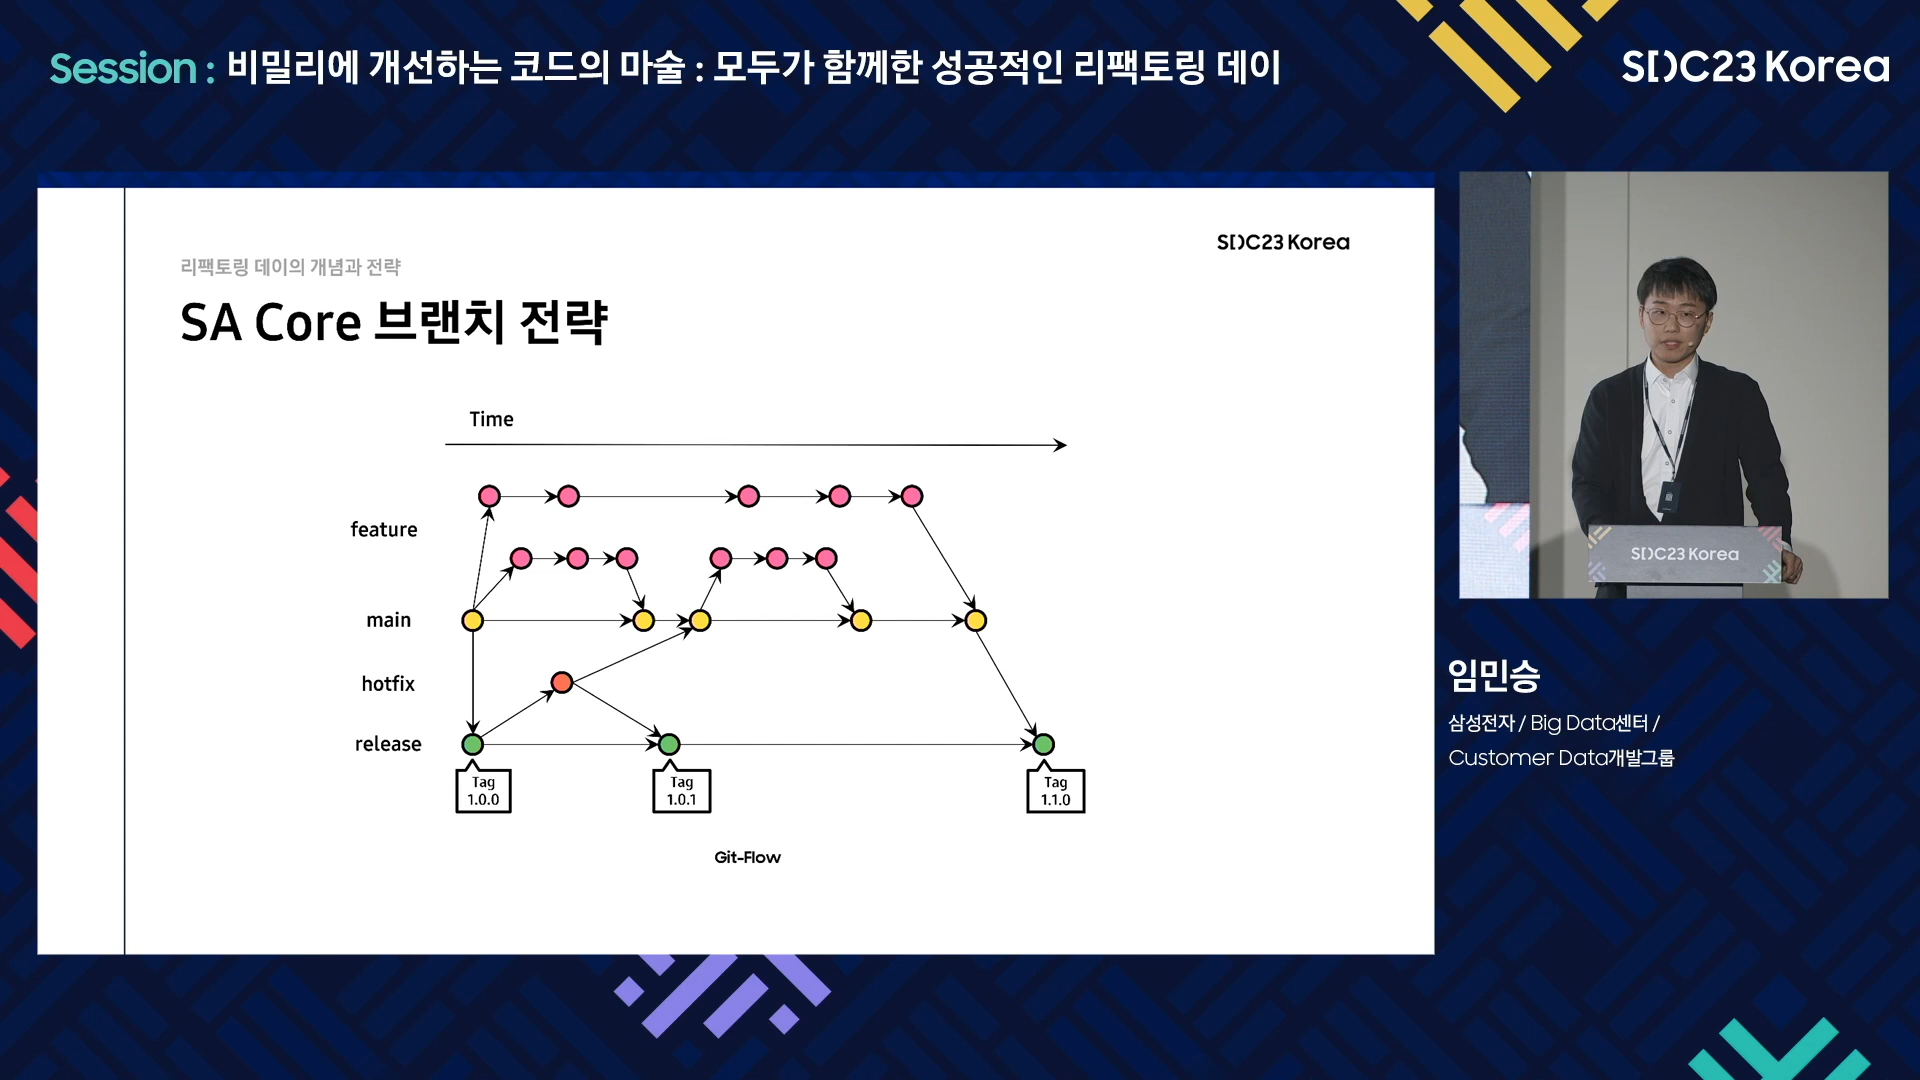 Session : 비밀리에 개선하는 코드의 마술 : 모두가 함께한 성공적인 리팩토링 데이
SDC23 Korea
SDC23 Korea
리팩토링 데이의 개념과 전략
SA Core 브랜치 전략
Time
feature
main
hotfix
release
Tag
1.0.0
Tag
1.0.1
Tag
1.1.0
Git-Flow
SDC23 Korea
임민승
삼성전자 / Big Data센터 /
Customer Data개발그룹